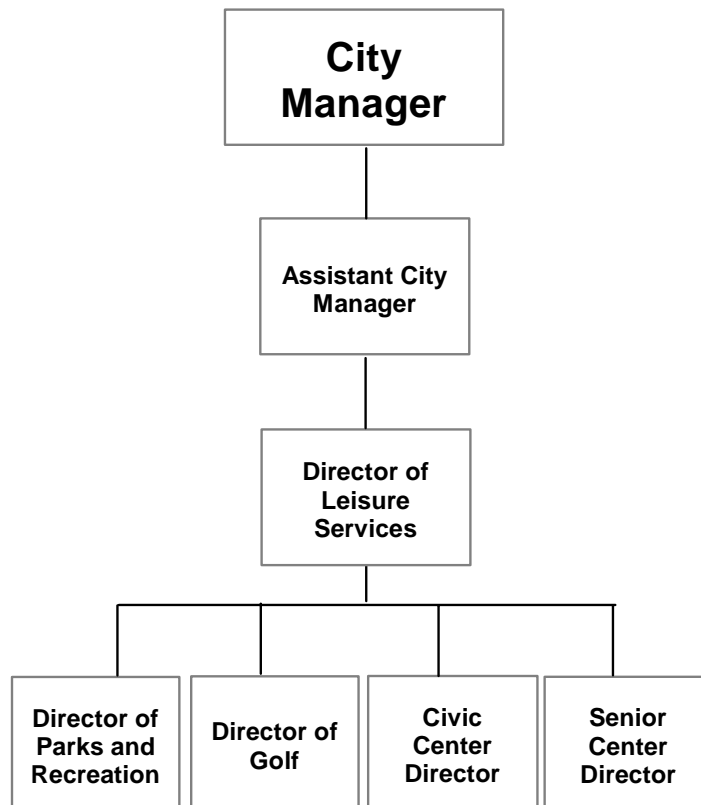 City
Manager
Assistant City
Manager
Director of
Leisure
Services
Director of
Parks and
Recreation
Director of
Golf
Civic
Center
Director
Senior
Center
Director